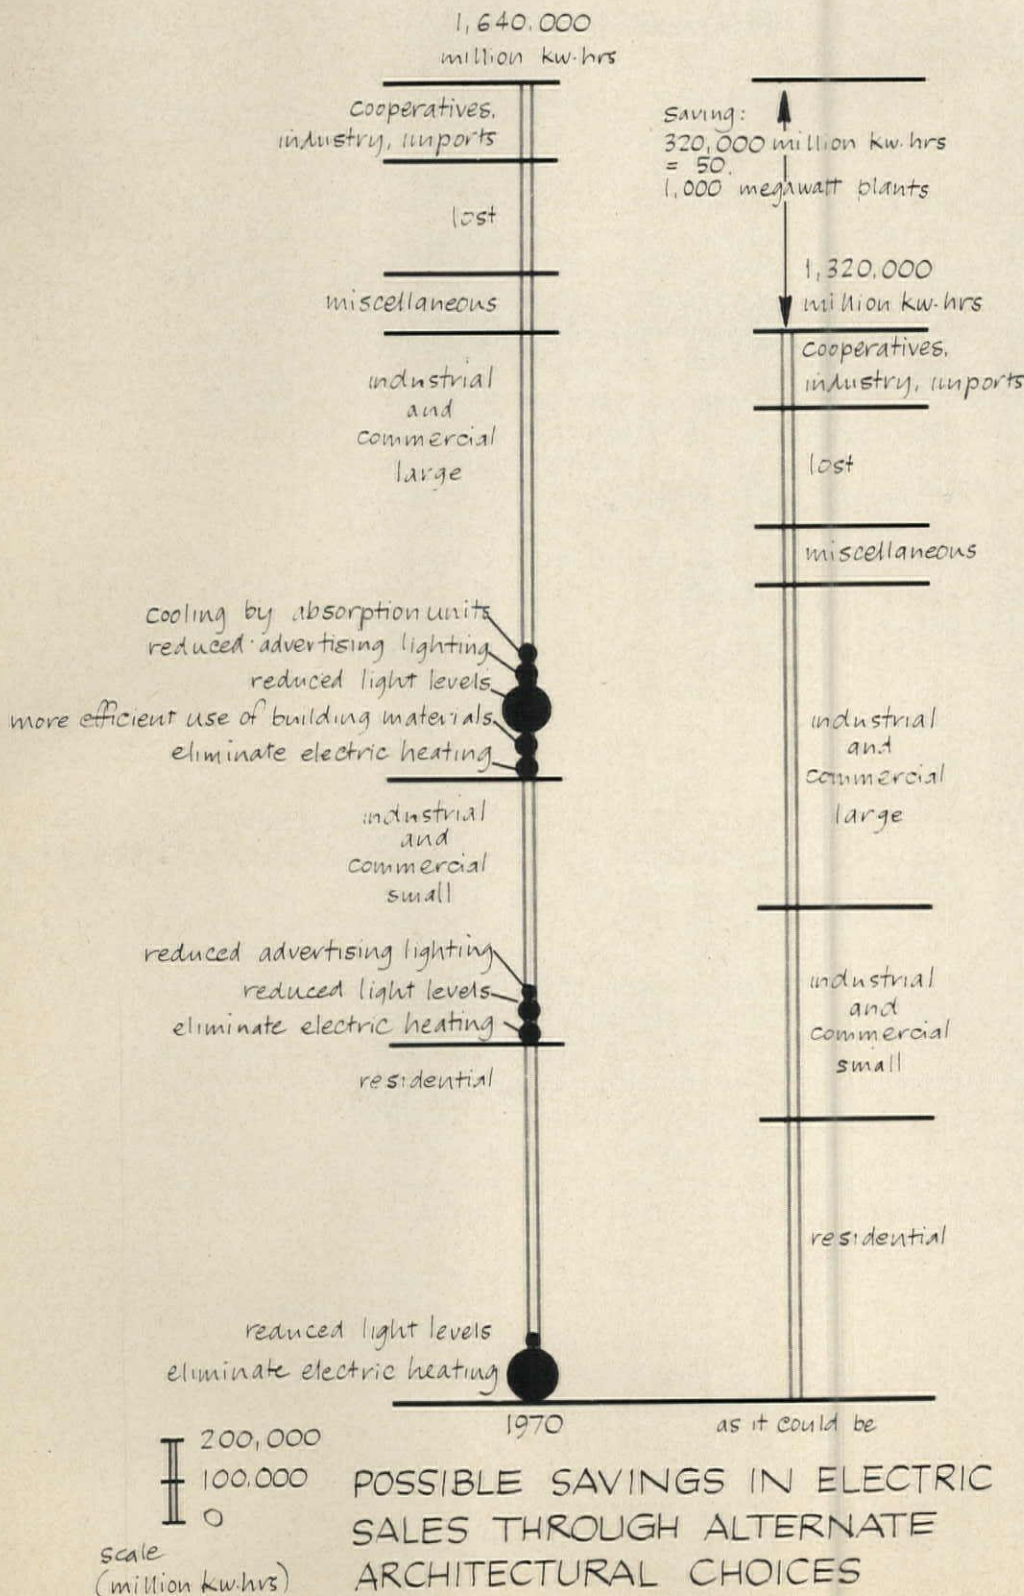 1,640,000
million kw·hrs
cooperatives,
industry, imports
lost
miscellaneous
industrial
and
commercial
large
cooling by absorption units
reduced advertising lighting
reduced light levels
more efficient use of building materials
eliminate electric heating
industrial
and
commercial
small
reduced advertising lighting
reduced light levels
eliminate electric heating
residential
reduced light levels
eliminate electric heating
1970
Saving:
320,000 million kw·hrs
= 50,
1,000 megawatt plants
1,320,000
million kw·hrs
cooperatives,
industry, imports
lost
miscellaneous
industrial
and
commercial
large
industrial
and
commercial
small
residential
as it could be
200,000
100,000
0
scale
(million kw·hrs)
POSSIBLE SAVINGS IN ELECTRIC
SALES THROUGH ALTERNATE
ARCHITECTURAL CHOICES